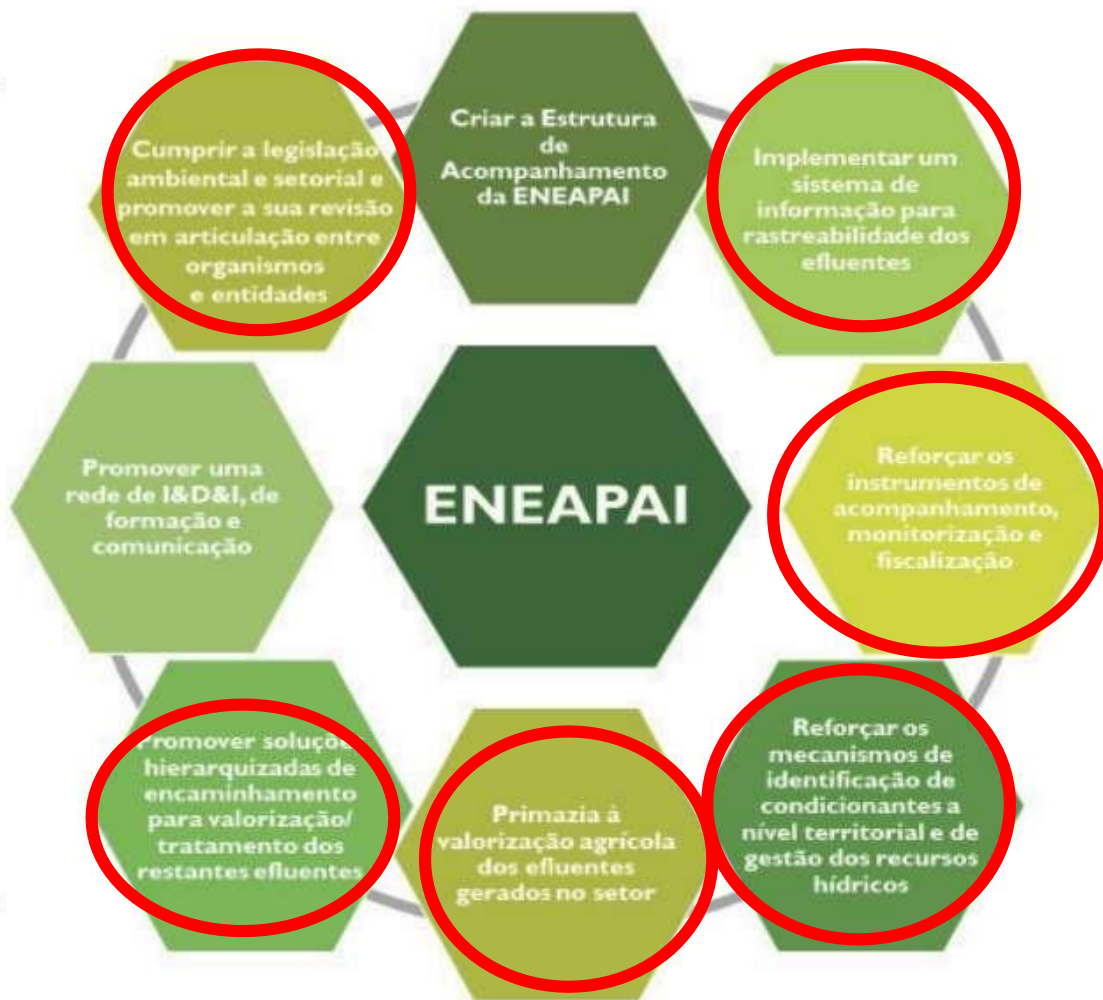 Criar a Estrutura
de
Acompanhamento
da ENEAPAI
Implementar um
sistema de
informação para
rastreabilidade dos
efluentes
Reforçar os
instrumentos de
acompanhamento,
monitorização e
fiscalização
Reforçar os
mecanismos de
identificação de
condicionantes a
nível territorial e de
gestão dos recursos
hídricos
Primazia à
valorização agrícola
dos efluentes
gerados no setor
Promover soluções
hierarquizadas de
encaminhamento
para valorização/
tratamento dos
restantes efluentes
Promover uma
rede de I&D&I, de
formação e
comunicação
Cumprir a legislação
ambiental e setorial e
promover a sua revisão
em articulação entre
organismos
e entidades
ENEAPAI